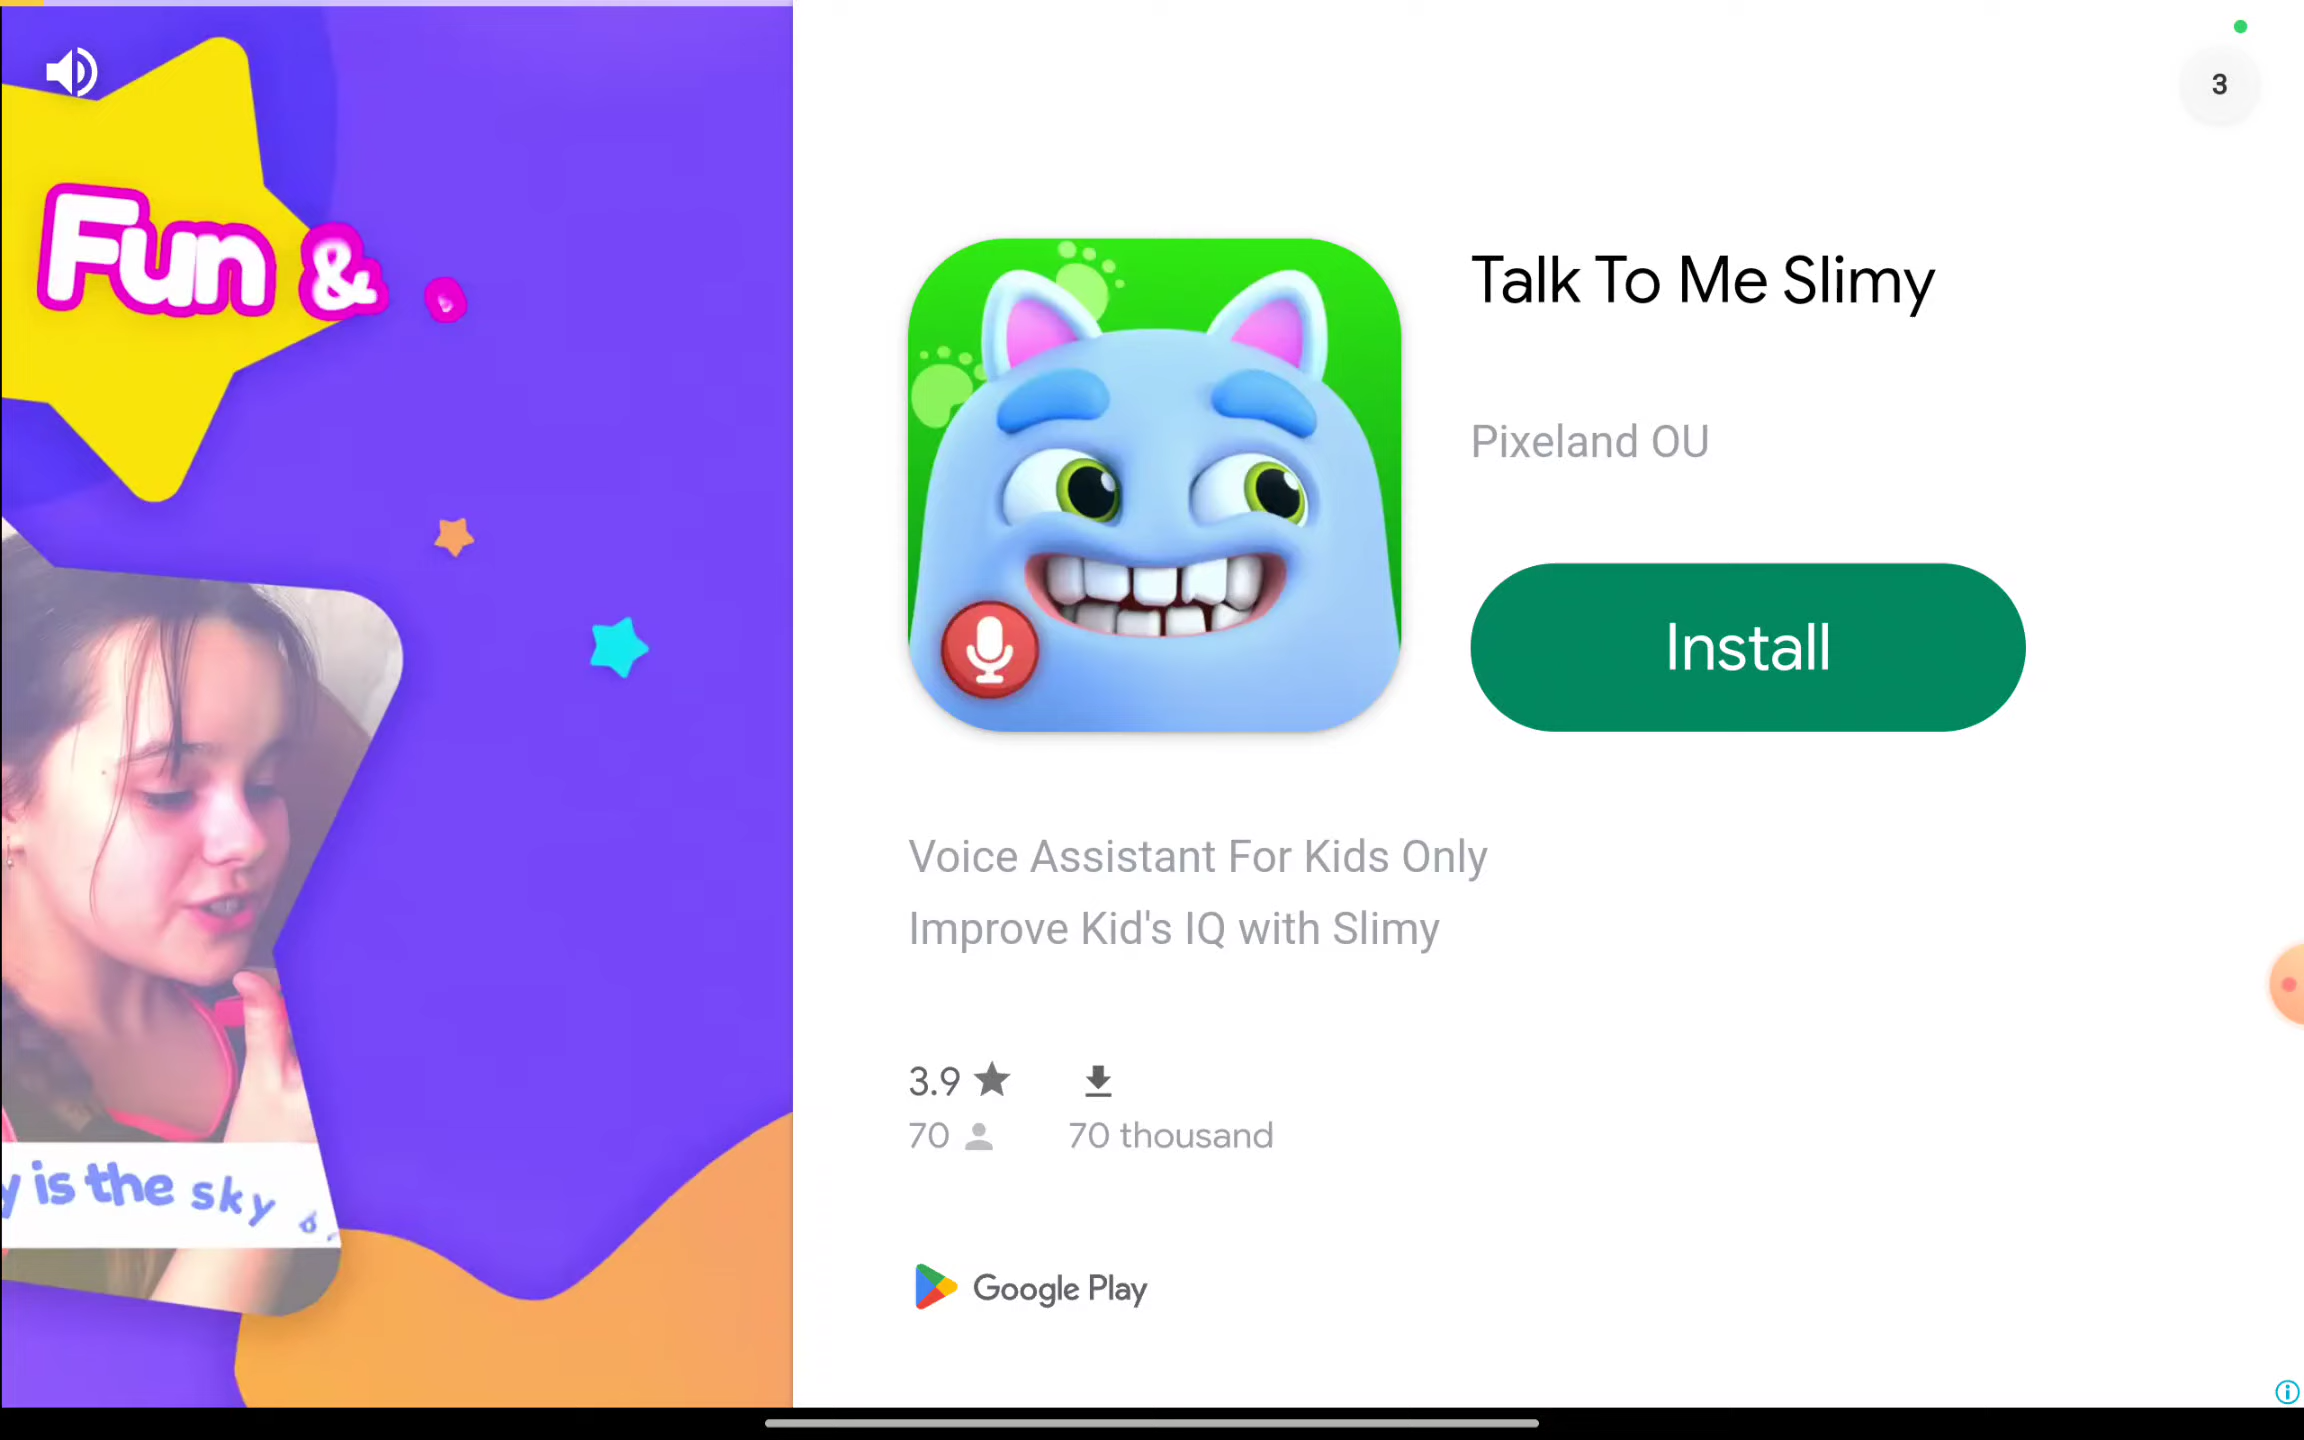 Fun &
3
Talk To Me Slimy
Pixeland OU
Install
Voice Assistant For Kids Only
Improve Kid's IQ with Slimy
3.9
70
70 thousand
y is the sky
Google Play